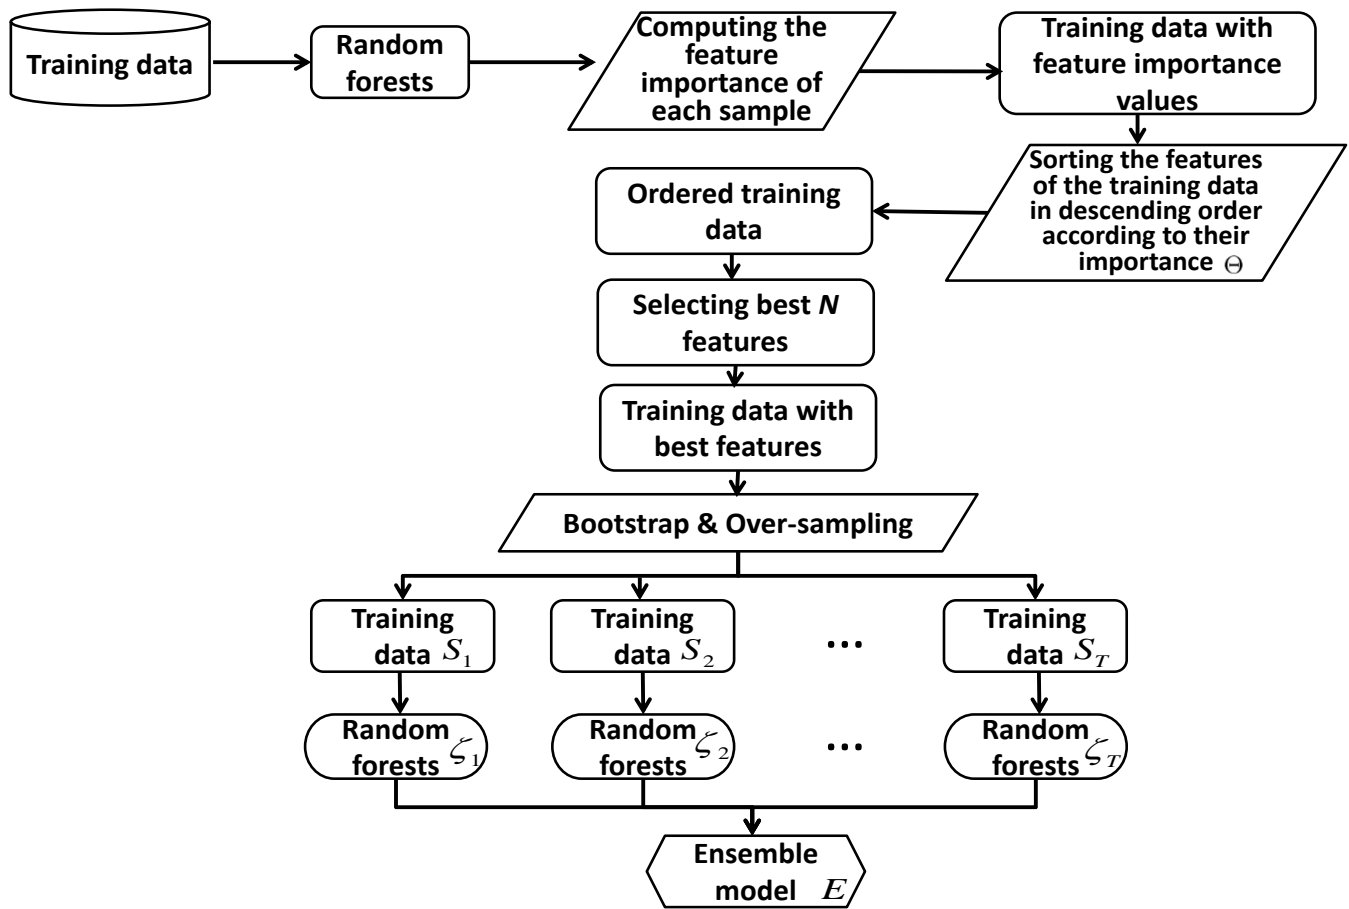 Training data
Random
forests
Computing the
feature
importance of
each sample
Training data with
feature importance
values
Sorting the features
of the training data
in descending order
according to their
importance Θ
Ordered training
data
Selecting best N
features
Training data with
best features
Bootstrap & Over-sampling
Training
data S₁
Training
data S₂
...
Training
data S_T
Random
forests ζ₁
Random
forests ζ₂
...
Random
forests ζ_T
Ensemble
model E